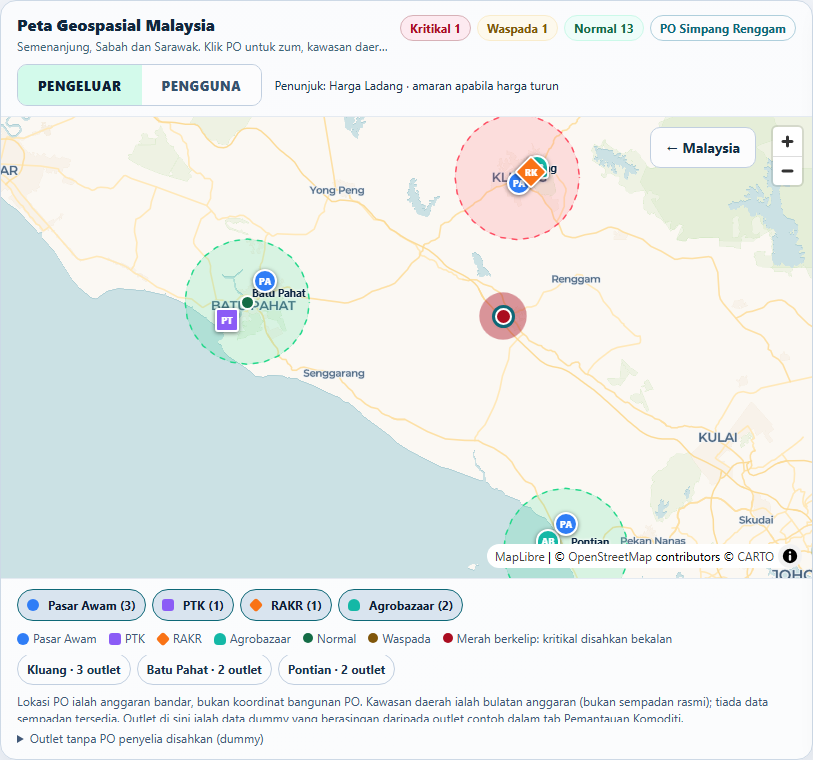 Peta Geospasial Malaysia
Semenanjung, Sabah dan Sarawak. Klik PO untuk zum, kawasan daer...
Kritikal 1
Waspada 1
Normal 13
PO Simpang Renggam
PENGELUAR
PENGGUNA
Penunjuk: Harga Ladang · amaran apabila harga turun
← Malaysia
+
−
AR
Yong Peng
RK
PA
Renggam
PA
Batu Pahat
BATU PAHAT
PT
Senggarang
KULAI
PA
Skudai
AB
Pontian
Pekan Nanas
MapLibre | © OpenStreetMap contributors © CARTO
JOHO
Pasar Awam (3)
PTK (1)
RAKR (1)
Agrobazaar (2)
Pasar Awam
PTK
RAKR
Agrobazaar
Normal
Waspada
Merah berkelip: kritikal disahkan bekalan
Kluang · 3 outlet
Batu Pahat · 2 outlet
Pontian · 2 outlet
Lokasi PO ialah anggaran bandar, bukan koordinat bangunan PO. Kawasan daerah ialah bulatan anggaran (bukan sempadan rasmi); tiada data
sempadan tersedia. Outlet di sini ialah data dummy yang berasingan daripada outlet contoh dalam tab Pemantauan Komoditi.
▶ Outlet tanpa PO penyelia disahkan (dummy)